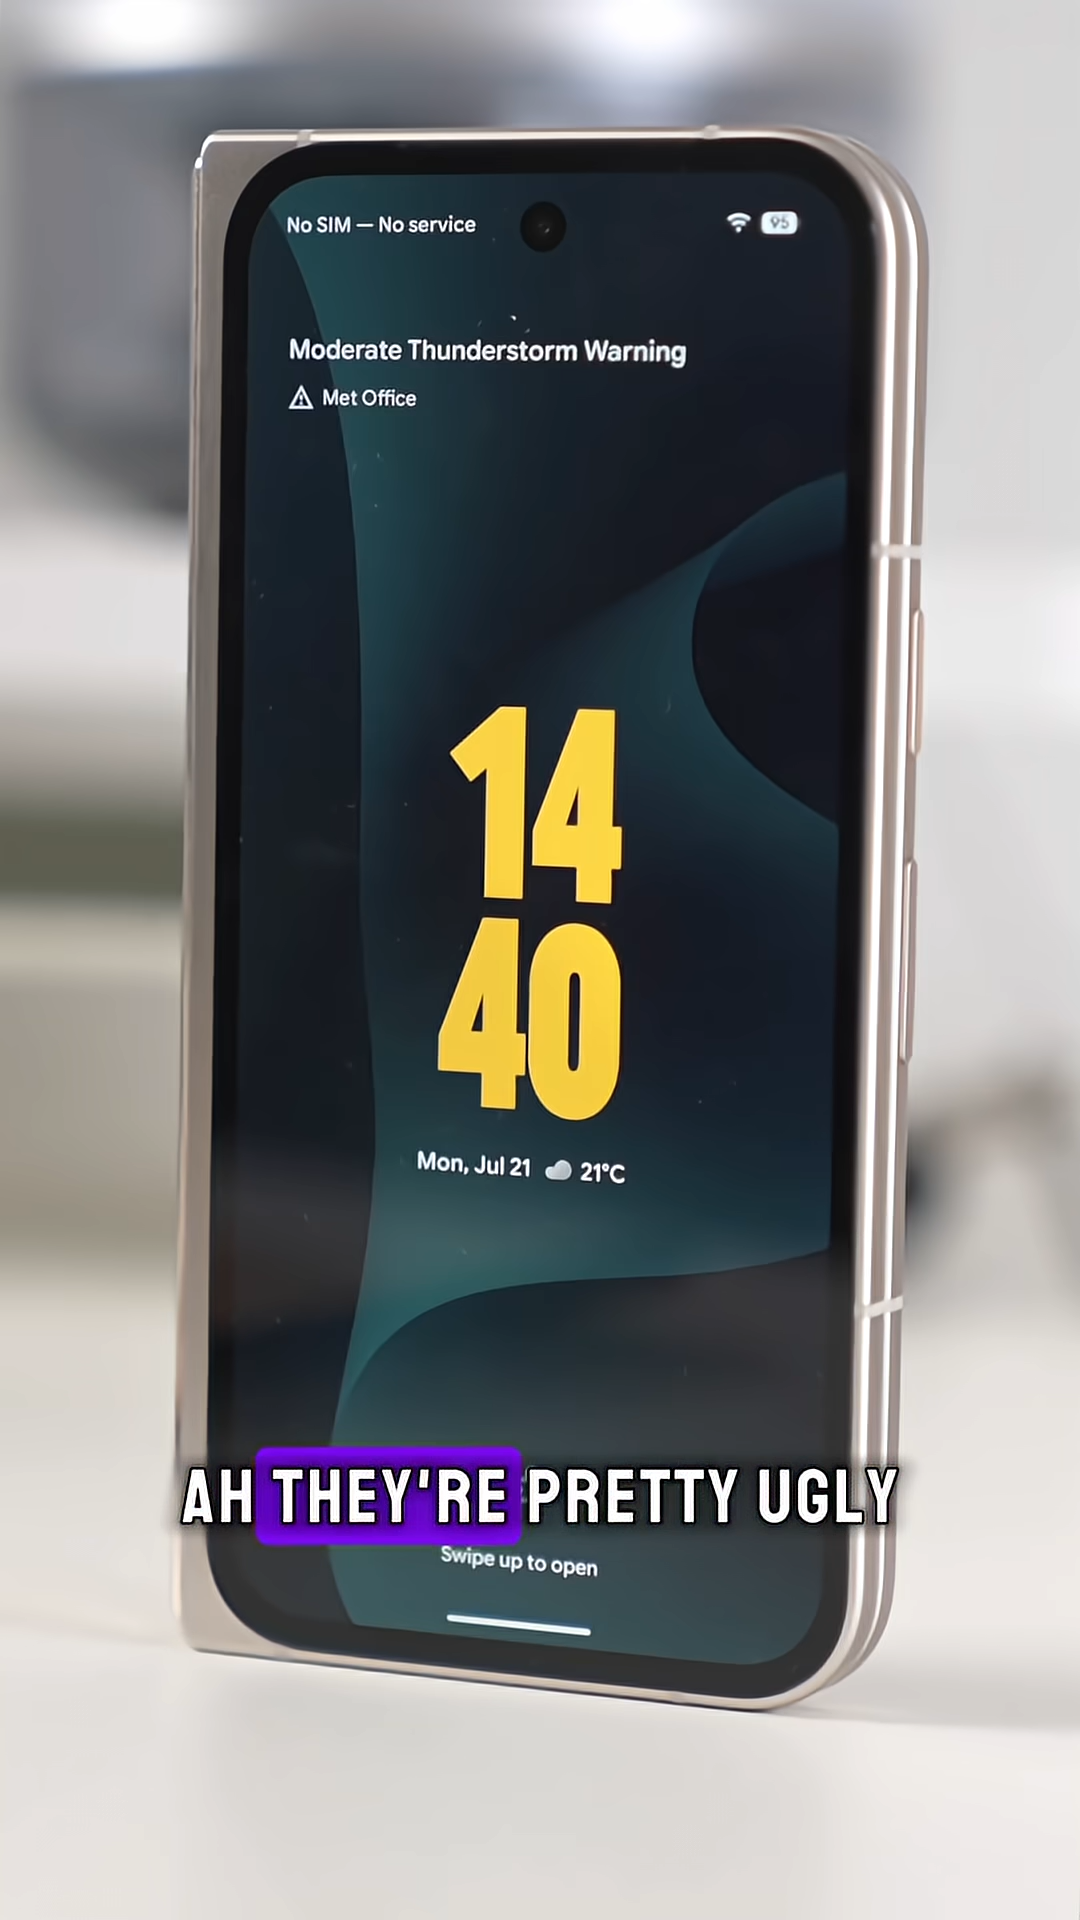 No SIM — No service
95
Moderate Thunderstorm Warning
Met Office
14
40
Mon, Jul 21 21°C
AH THEY'RE PRETTY UGLY
Swipe up to open